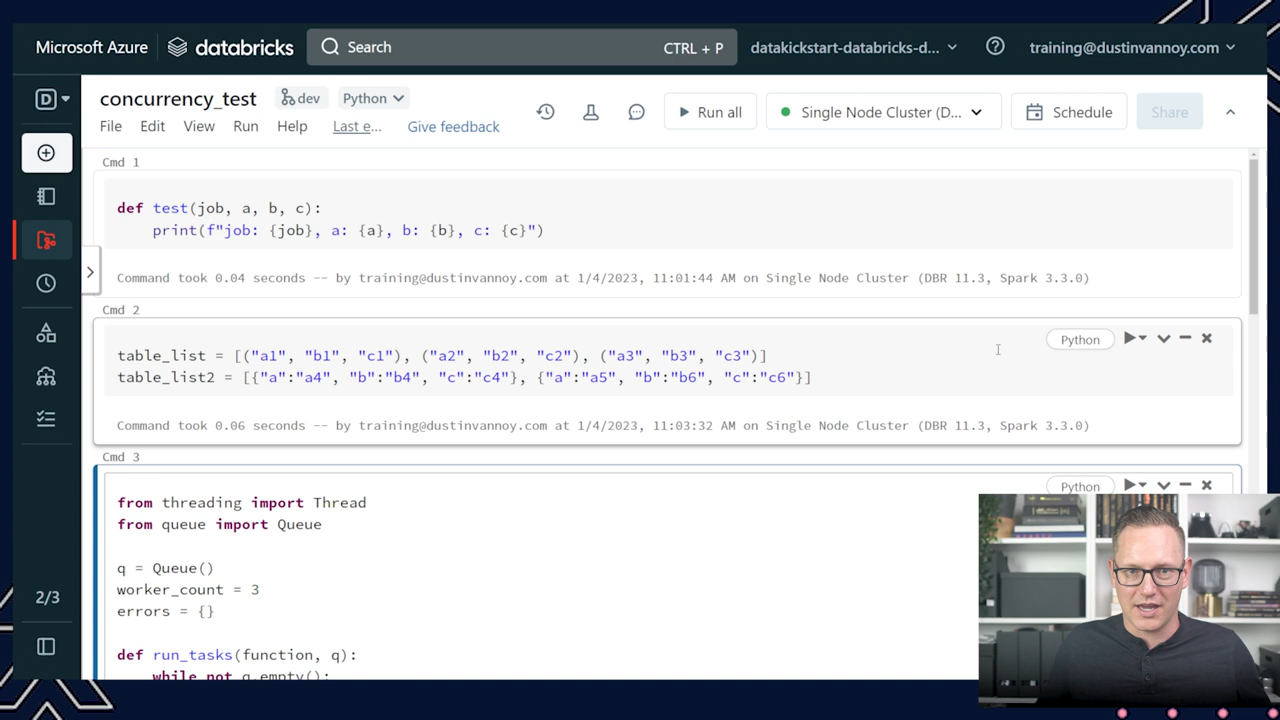 Microsoft Azure databricks Search CTRL + P datakickstart-databricks-d... training@dustinvannoy.com
D concurrency_test dev Python
File Edit View Run Help Last e... Give feedback Run all Single Node Cluster (D... Schedule Share
Cmd 1
def test(job, a, b, c):
    print(f"job: {job}, a: {a}, b: {b}, c: {c}")
Command took 0.04 seconds -- by training@dustinvannoy.com at 1/4/2023, 11:01:44 AM on Single Node Cluster (DBR 11.3, Spark 3.3.0)
Cmd 2
Python
table_list = [("a1", "b1", "c1"), ("a2", "b2", "c2"), ("a3", "b3", "c3")]
table_list2 = [{"a":"a4", "b":"b4", "c":"c4"}, {"a":"a5", "b":"b6", "c":"c6"}]
Command took 0.06 seconds -- by training@dustinvannoy.com at 1/4/2023, 11:03:32 AM on Single Node Cluster (DBR 11.3, Spark 3.3.0)
Cmd 3
Python
from threading import Thread
from queue import Queue
q = Queue()
worker_count = 3
errors = {}
def run_tasks(function, q):
    while not q.empty():
2/3